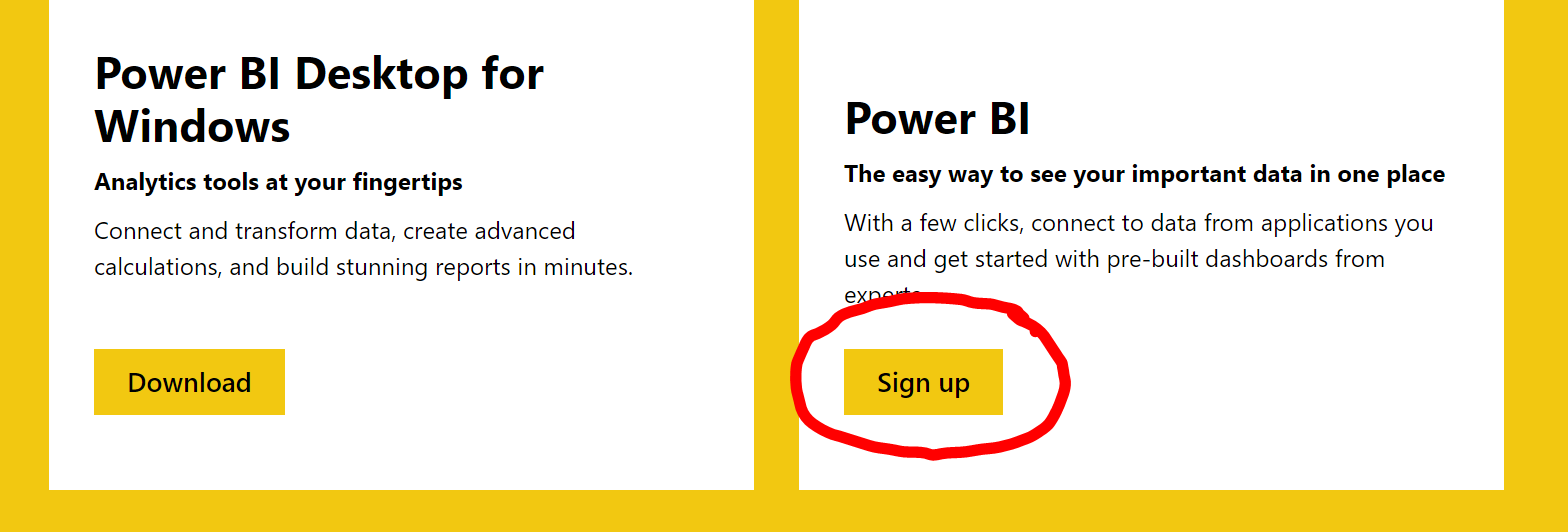 Power BI Desktop for
Windows
Analytics tools at your fingertips
Connect and transform data, create advanced
calculations, and build stunning reports in minutes.
Download
Power BI
The easy way to see your important data in one place
With a few clicks, connect to data from applications you
use and get started with pre-built dashboards from
experts.
Sign up